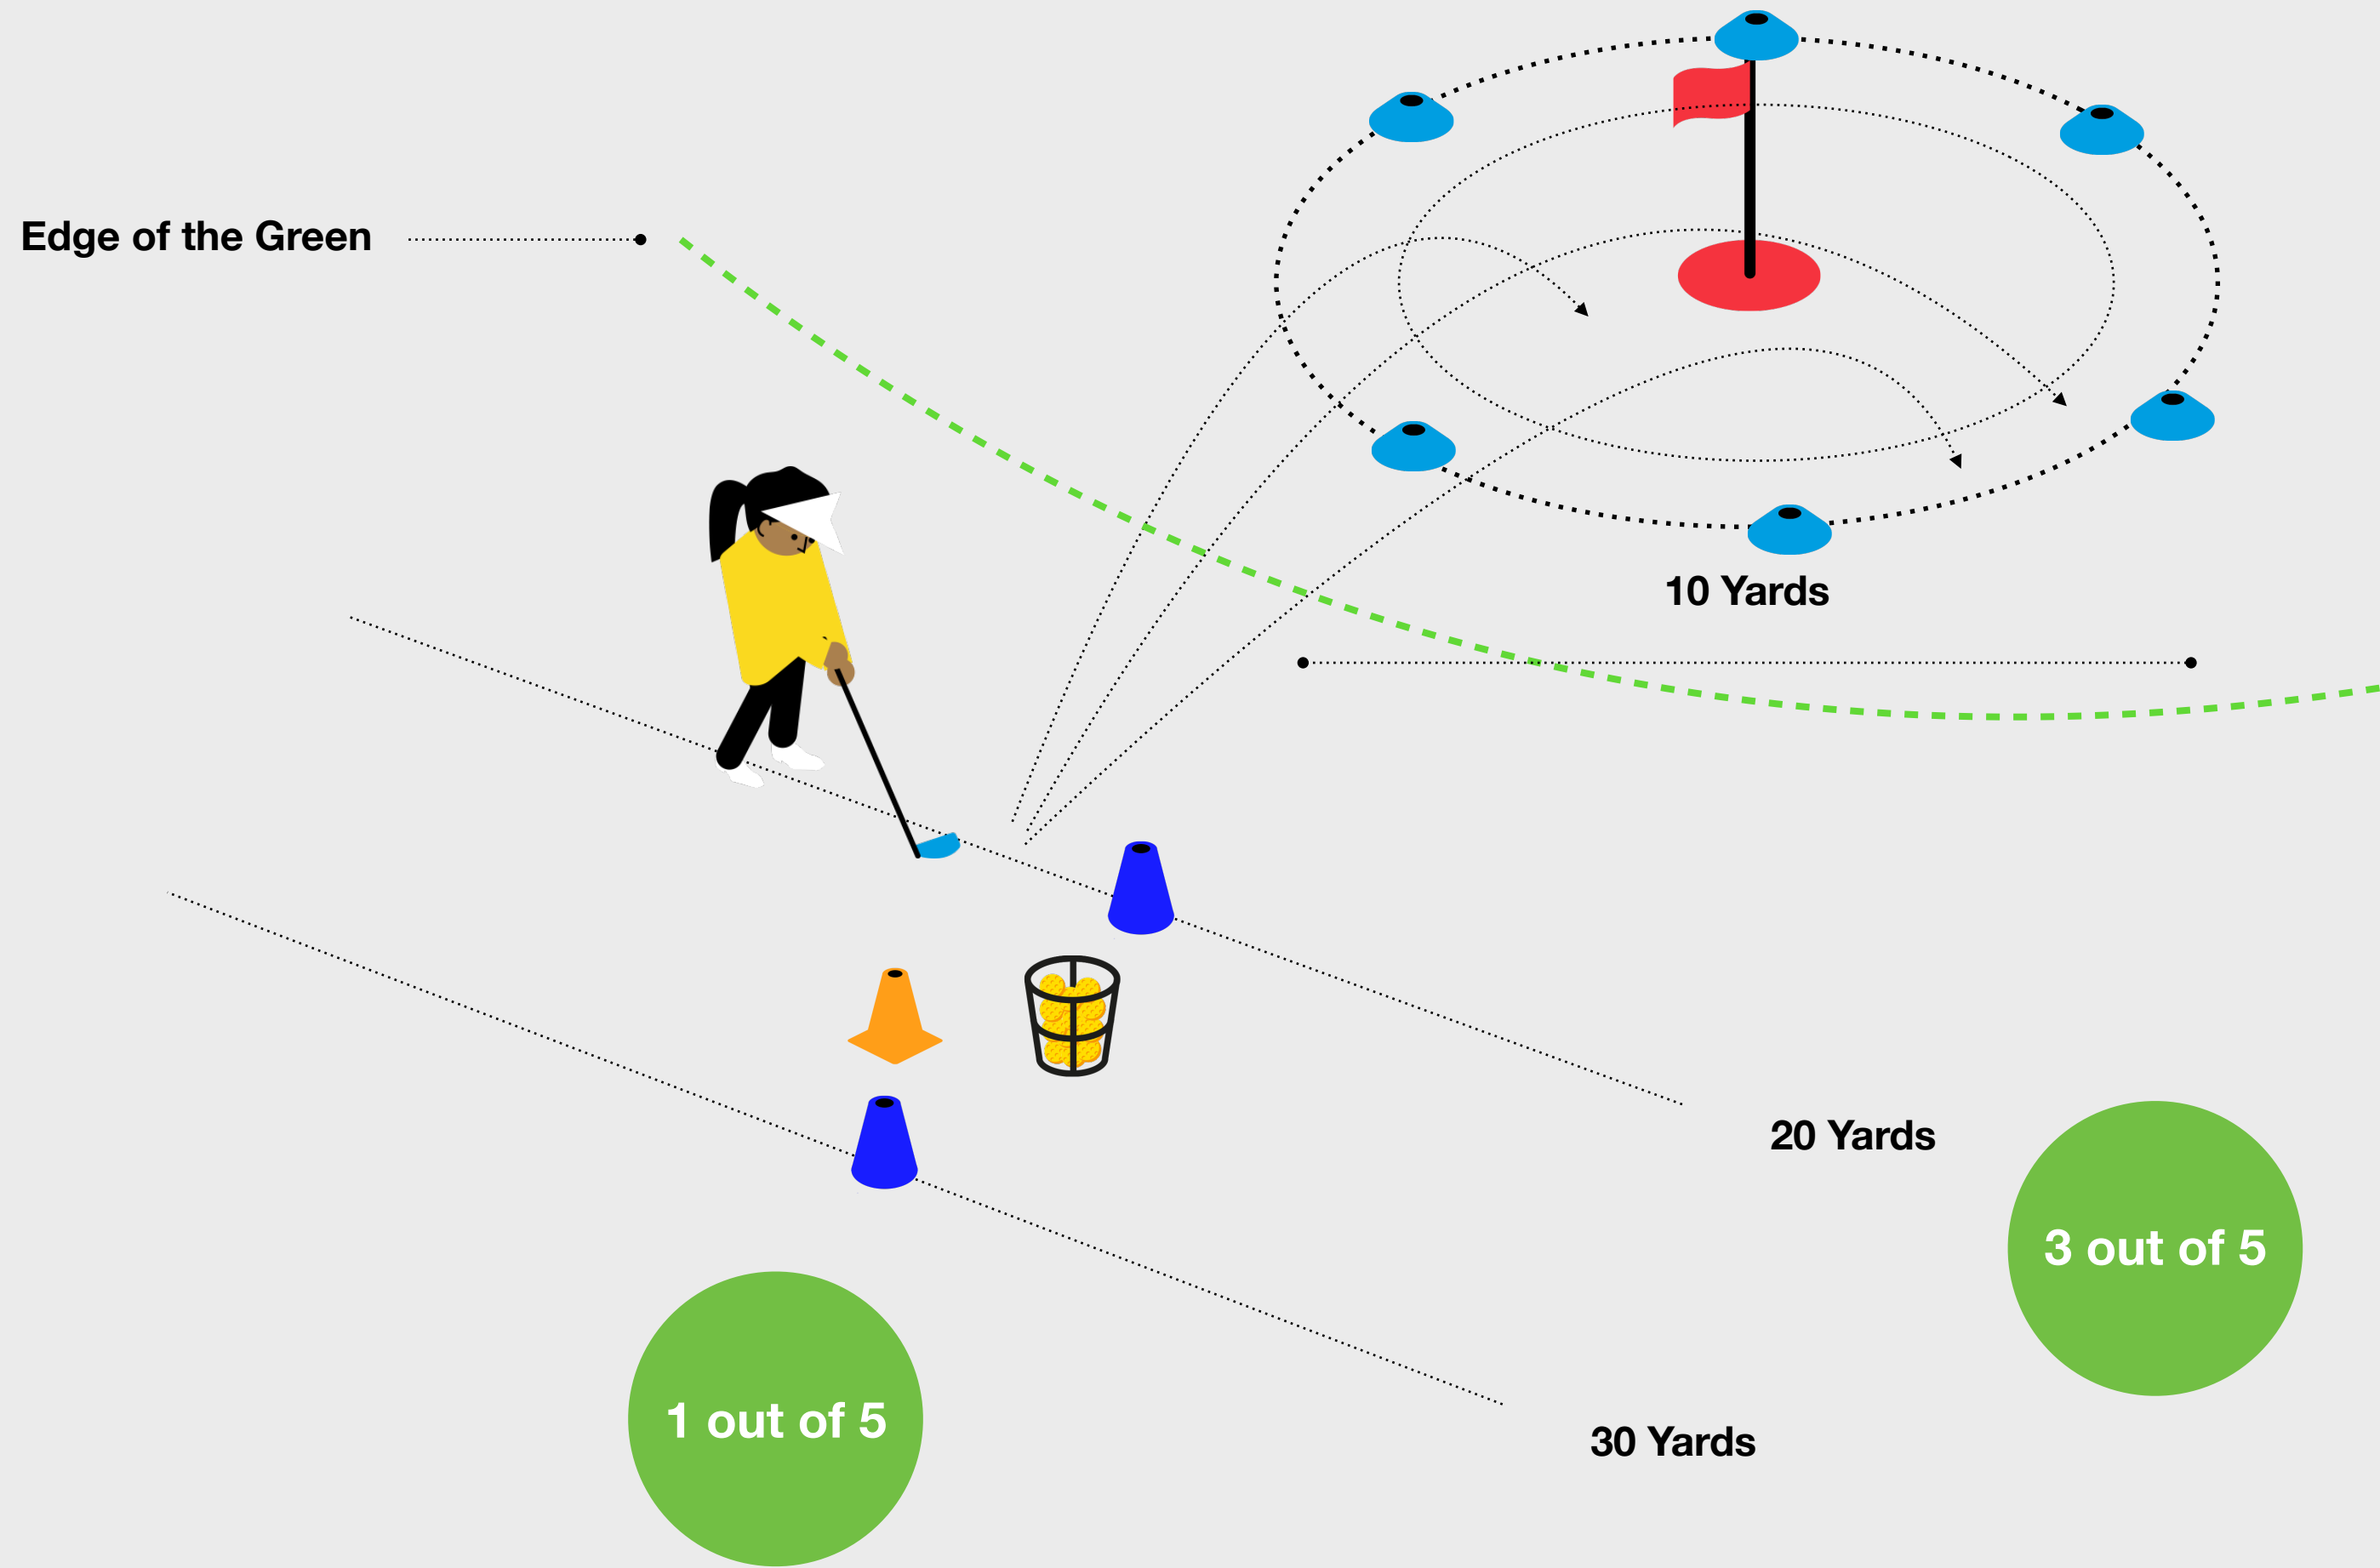 Edge of the Green
10 Yards
20 Yards
3 out of 5
1 out of 5
30 Yards